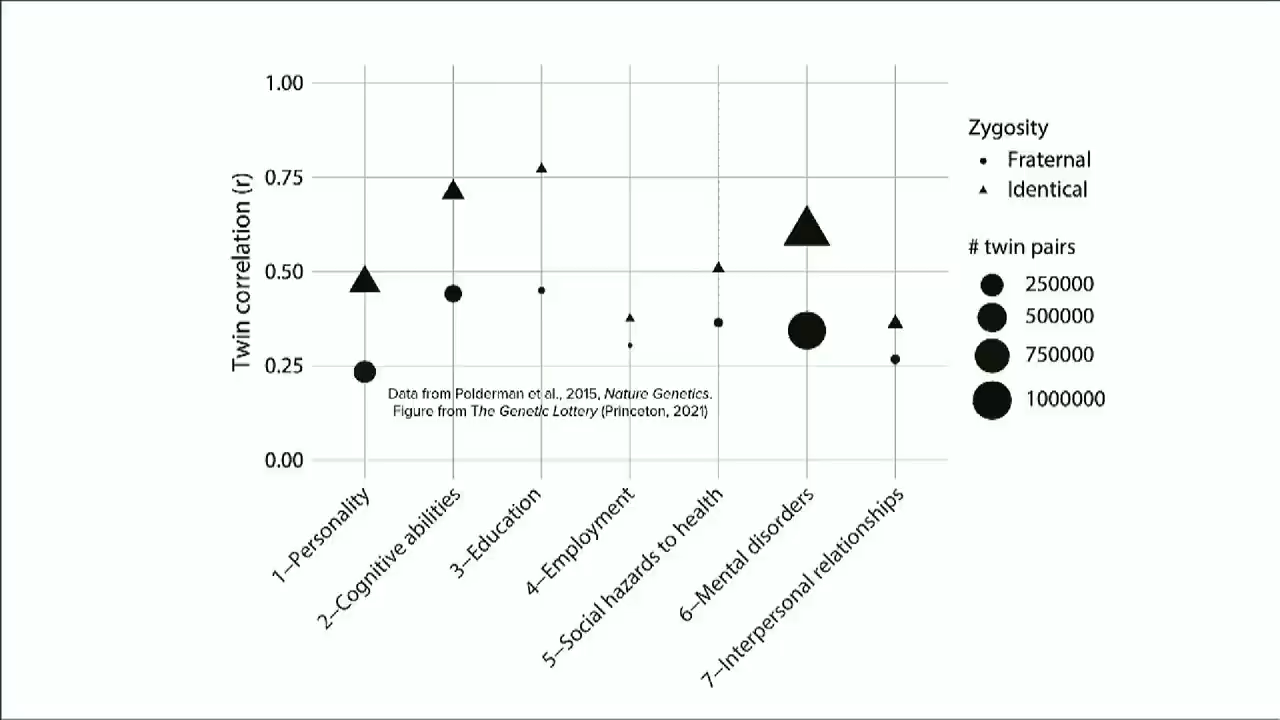 1.00
0.75
0.50
0.25
0.00
Twin correlation (r)
Data from Polderman et al., 2015, Nature Genetics.
Figure from The Genetic Lottery (Princeton, 2021)
1–Personality
2–Cognitive abilities
3–Education
4–Employment
5–Social hazards to health
6–Mental disorders
7–Interpersonal relationships
Zygosity
Fraternal
Identical
# twin pairs
250000
500000
750000
1000000